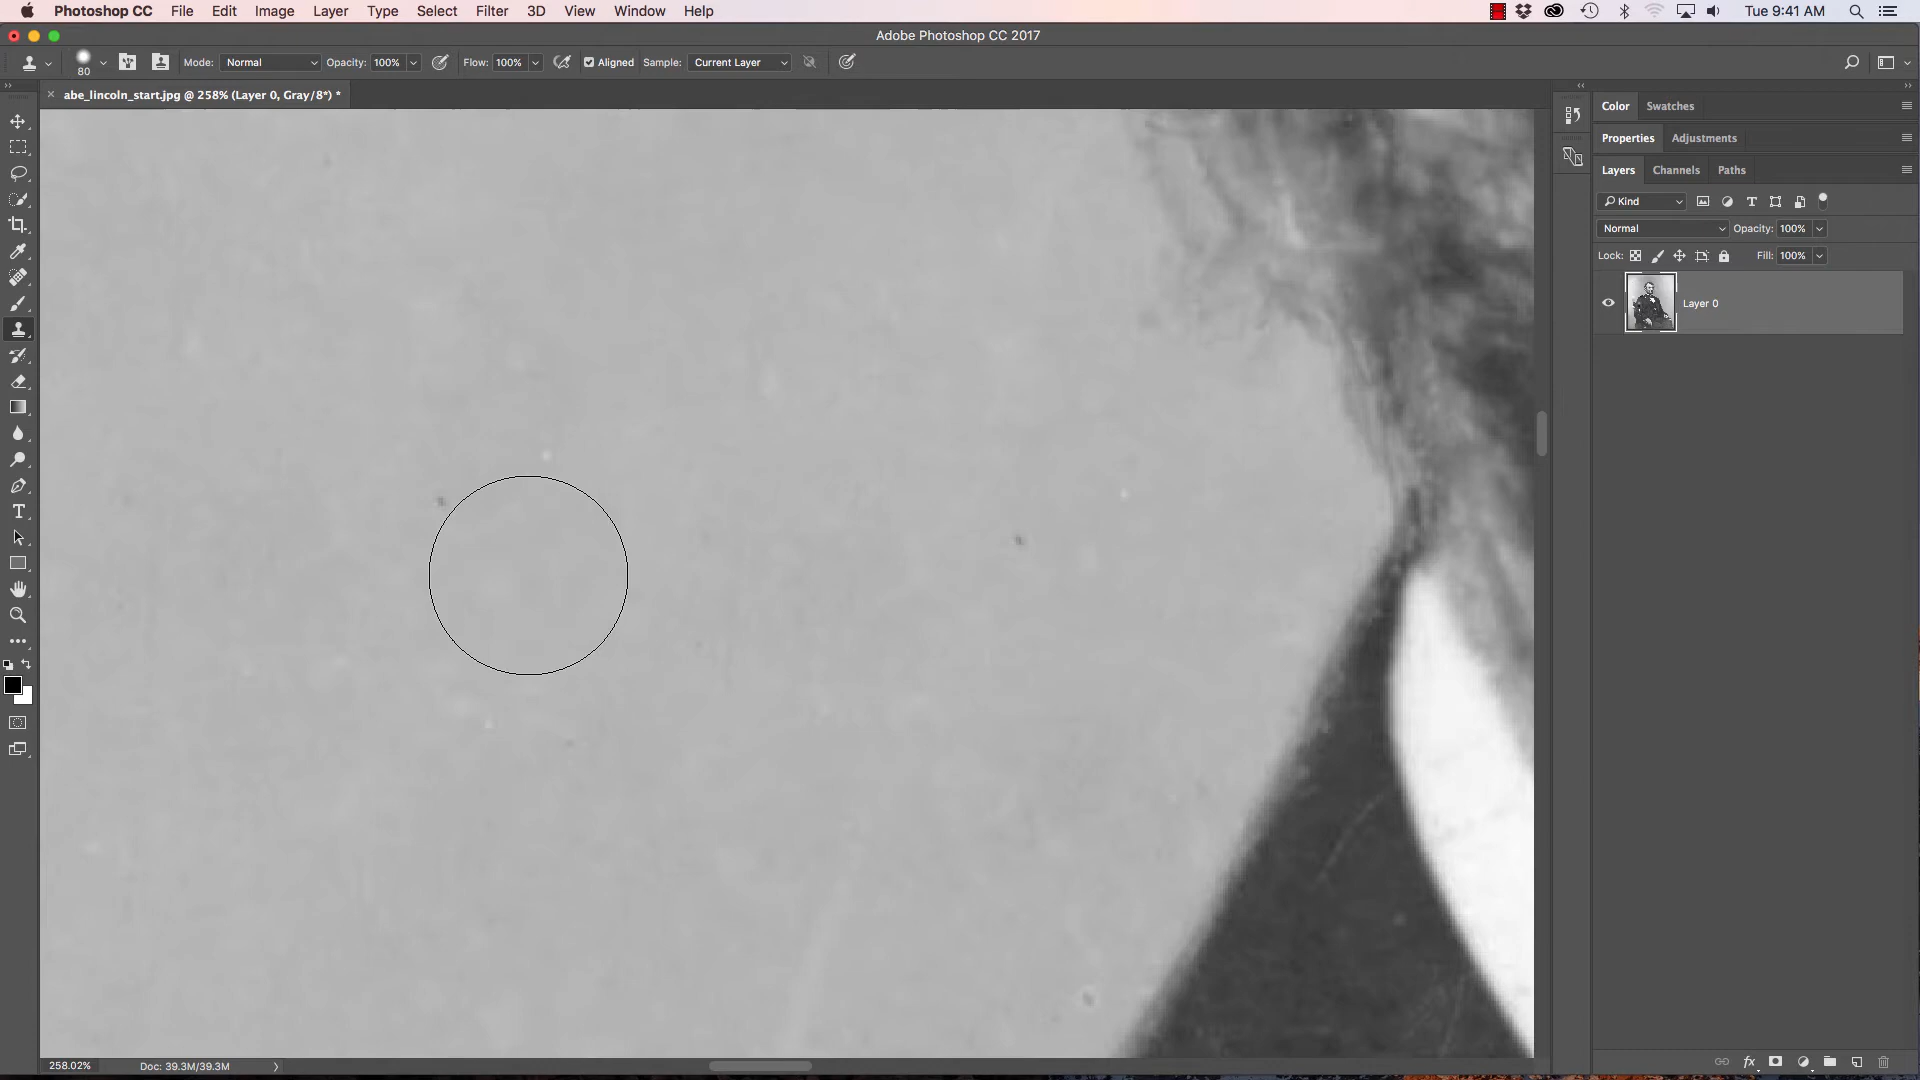 Photoshop CC File Edit Image Layer Type Select Filter 3D View Window Help Tue 9:41 AM
Adobe Photoshop CC 2017
80 Mode: Normal Opacity: 100% Flow: 100% Aligned Sample: Current Layer
abe_lincoln_start.jpg @ 258% (Layer 0, Gray/8*) *
Color Swatches
Properties Adjustments
Layers Channels Paths
Kind
Normal Opacity: 100%
Lock: Fill: 100%
Layer 0
258.02% Doc: 39.3M/39.3M